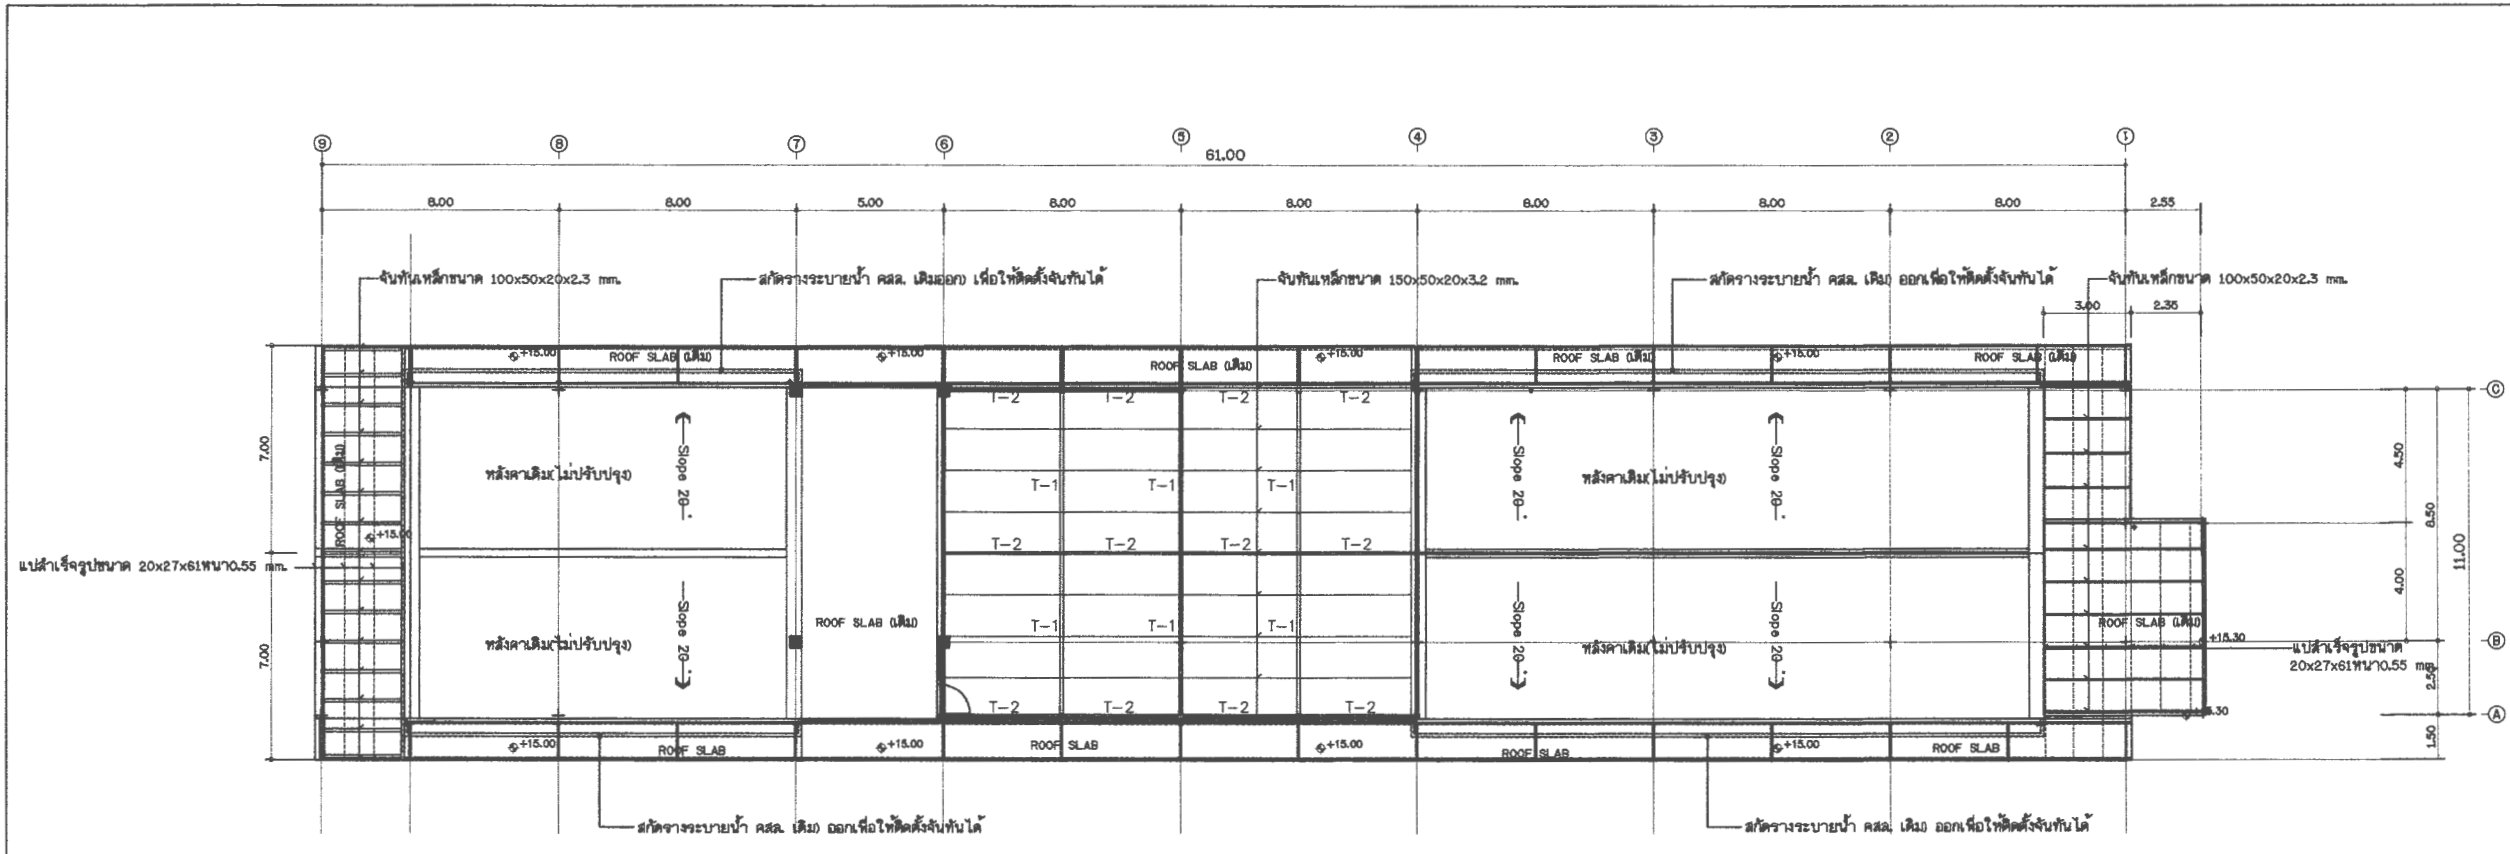 9 8 7 6 5 4 3 2 1
61.00
8.00 8.00 5.00 8.00 8.00 8.00 8.00 8.00 2.55
จันทันเหล็กขนาด 100x50x20x2.3 mm.
สกัดรางระบายน้ำ คสล. เดิมออก) เพื่อให้ติดตั้งจันทันได้
จันทันเหล็กขนาด 150x50x20x3.2 mm.
สกัดรางระบายน้ำ คสล. เดิม) ออกเพื่อให้ติดตั้งจันทันได้
จันทันเหล็กขนาด 100x50x20x2.3 mm.
3.00 2.35
+15.00 ROOF SLAB (เดิม) +15.00 ROOF SLAB (เดิม) +15.00 ROOF SLAB (เดิม) +15.00 ROOF SLAB (เดิม)
C
T-2 T-2 T-2 T-2
7.00
ROOF SLAB (เดิม)
+15.00
หลังคาเดิม(ไม่ปรับปรุง)
Slope 20 °
T-1 T-1 T-1
Slope 20 °
หลังคาเดิม(ไม่ปรับปรุง)
Slope 20 °
4.50
8.50
11.00
T-2 T-2 T-2 T-2
แปสำเร็จรูปขนาด 20x27x61หนา0.55 mm.
7.00
หลังคาเดิม(ไม่ปรับปรุง)
Slope 20 °
ROOF SLAB (เดิม)
T-1 T-1 T-1
Slope 20 °
หลังคาเดิม(ไม่ปรับปรุง)
Slope 20 °
4.00
ROOF SLAB (เดิม)
+15.30
B
แปสำเร็จรูปขนาด
20x27x61หนา0.55 mm.
2.50
T-2 T-2 T-2 T-2
A
+15.00 ROOF SLAB +15.00 ROOF SLAB +15.00 ROOF SLAB +15.00 ROOF SLAB
1.50
สกัดรางระบายน้ำ คสล. เดิม) ออกเพื่อให้ติดตั้งจันทันได้
สกัดรางระบายน้ำ คสล. เดิม) ออกเพื่อให้ติดตั้งจันทันได้